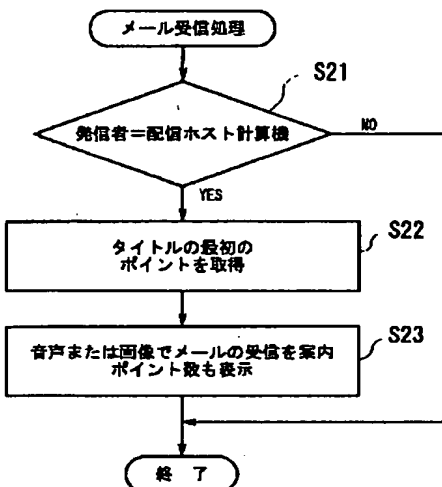 メール受信処理
S21
発信者=配信ホスト計算機
NO
YES
S22
タイトルの最初の
ポイントを取得
S23
音声または画像でメールの受信を案内
ポイント数も表示
終 了